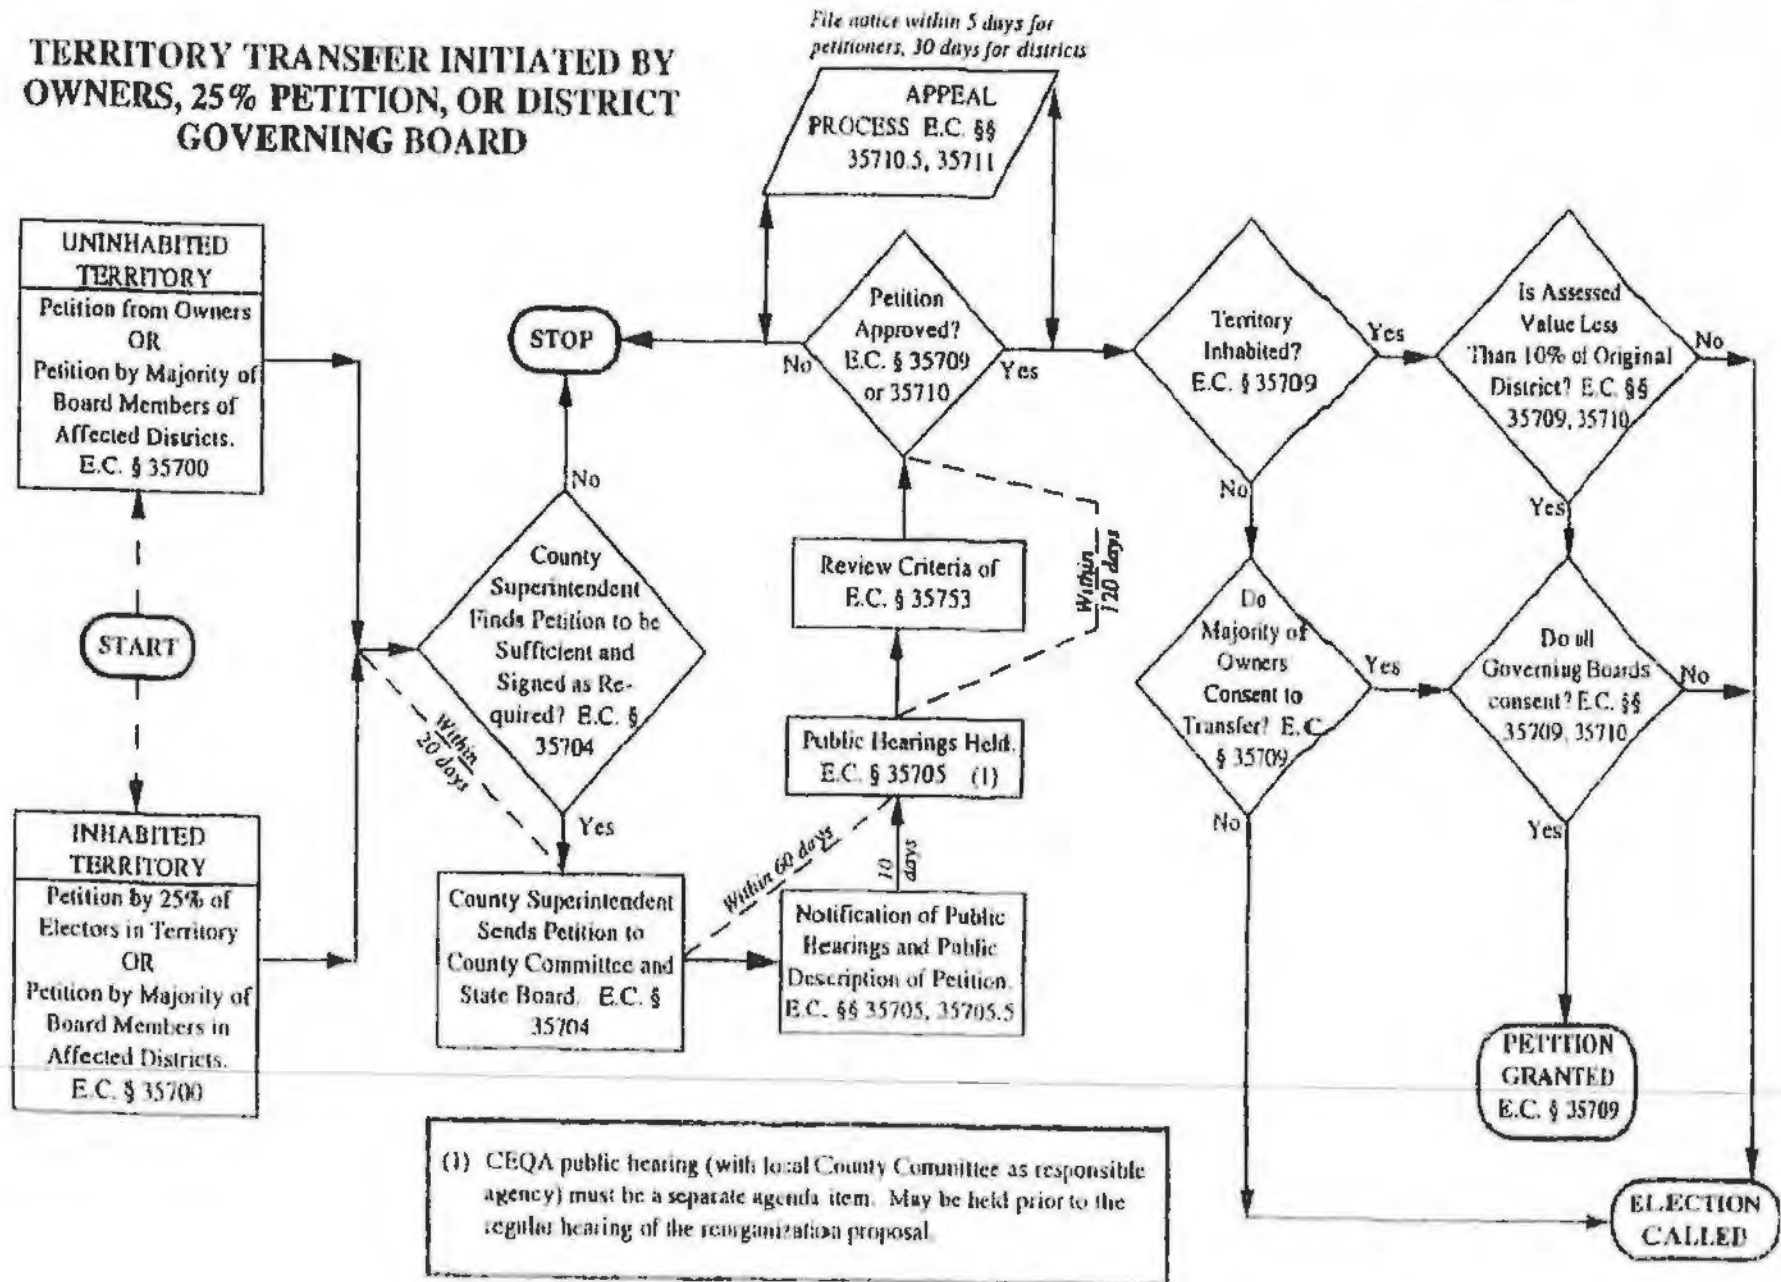 TERRITORY TRANSFER INITIATED BY
OWNERS, 25% PETITION, OR DISTRICT
GOVERNING BOARD
File notice within 5 days for
petitioners, 30 days for districts
APPEAL
PROCESS E.C. §§
35710.5, 35711
UNINHABITED
TERRITORY
Petition from Owners
OR
Petition by Majority of
Board Members of
Affected Districts.
E.C. § 35700
START
INHABITED
TERRITORY
Petition by 25% of
Electors in Territory
OR
Petition by Majority of
Board Members in
Affected Districts.
E.C. § 35700
STOP
No
County
Superintendent
Finds Petition to be
Sufficient and
Signed as Re-
quired? E.C. §
35704
Within
20 days
Yes
County Superintendent
Sends Petition to
County Committee and
State Board. E.C. §
35704
Within 60 days
Notification of Public
Hearings and Public
Description of Petition.
E.C. §§ 35705, 35705.5
10
days
Public Hearings Held.
E.C. § 35705 (1)
Review Criteria of
E.C. § 35753
Within
120 days
Petition
Approved?
E.C. § 35709
or 35710
No
Yes
Territory
Inhabited?
E.C. § 35709
Yes
No
Is Assessed
Value Less
Than 10% of Original
District? E.C. §§
35709, 35710
No
Yes
Do
Majority of
Owners
Consent to
Transfer? E.C.
§ 35709
Yes
No
Do all
Governing Boards
consent? E.C. §§
35709, 35710
No
Yes
PETITION
GRANTED
E.C. § 35709
ELECTION
CALLED
(1) CEQA public hearing (with local County Committee as responsible
agency) must be a separate agenda item. May be held prior to the
regular hearing of the reorganization proposal.